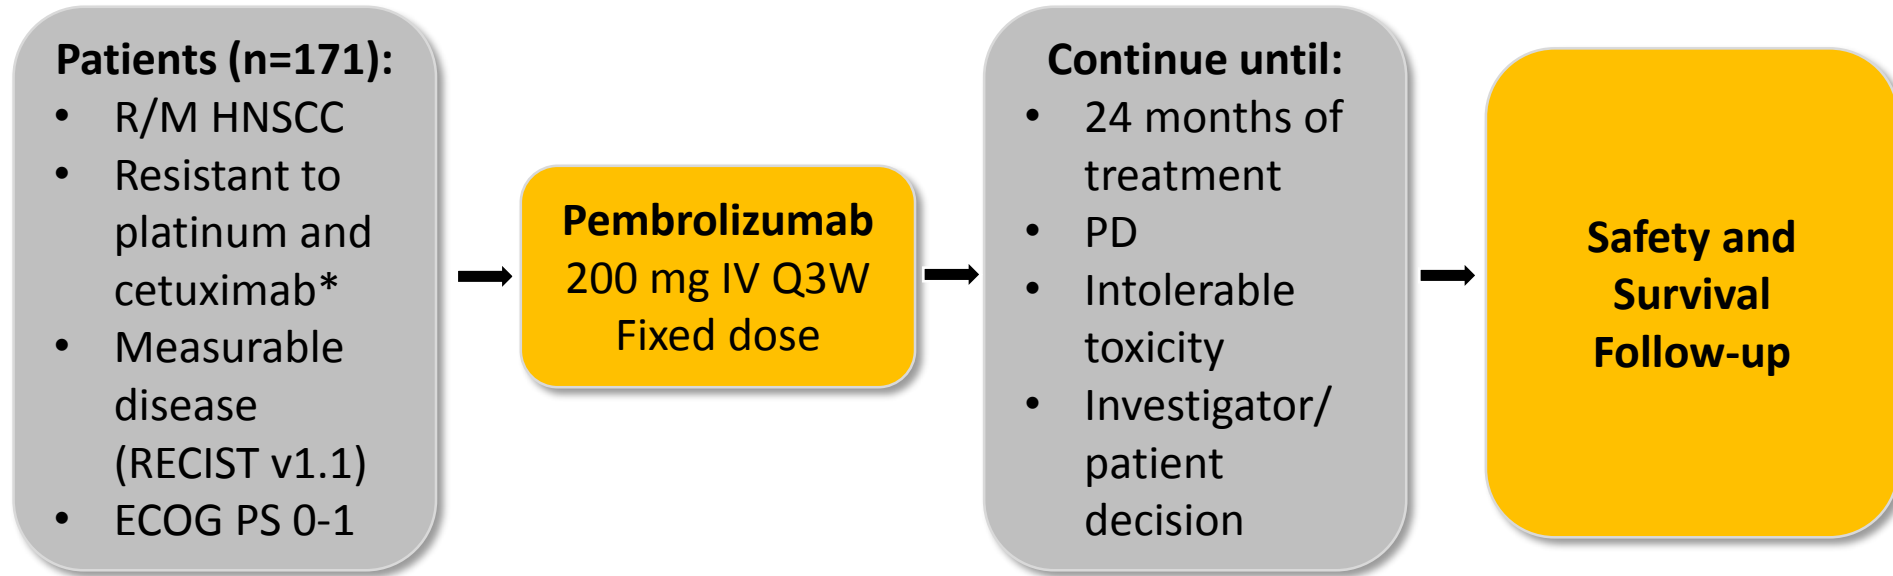 Patients (n=171):
• R/M HNSCC
• Resistant to
platinum and
cetuximab*
• Measurable
disease
(RECIST v1.1)
• ECOG PS 0-1
Pembrolizumab
200 mg IV Q3W
Fixed dose
Continue until:
• 24 months of
treatment
• PD
• Intolerable
toxicity
• Investigator/
patient
decision
Safety and
Survival
Follow-up